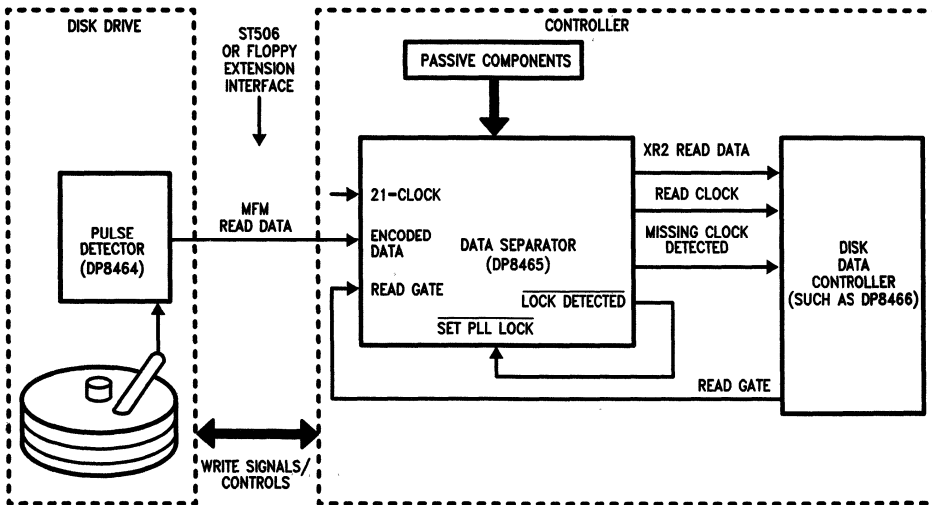 DISK DRIVE
ST506
OR FLOPPY
EXTENSION
INTERFACE
CONTROLLER
PASSIVE COMPONENTS
PULSE
DETECTOR
(DP8464)
MFM
READ DATA
21-CLOCK
ENCODED
DATA
READ GATE
DATA SEPARATOR
(DP8465)
LOCK DETECTED
SET PLL LOCK
XR2 READ DATA
READ CLOCK
MISSING CLOCK
DETECTED
DISK
DATA
CONTROLLER
(SUCH AS DP8466)
READ GATE
WRITE SIGNALS/
CONTROLS